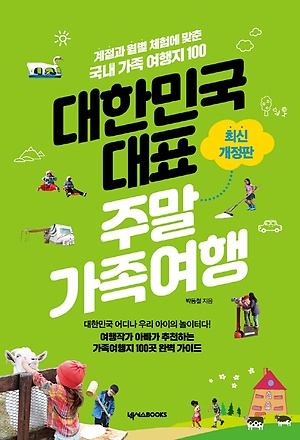 계절과 월별 체험에 맞춘
국내 가족 여행지 100
대한민국
대표
최신
개정판
주말
가족여행
박동철 지음
대한민국 어디나 우리 아이의 놀이터다!
여행작가 아빠가 추천하는
가족여행지 100곳 완벽 가이드
넥서스BOOKS